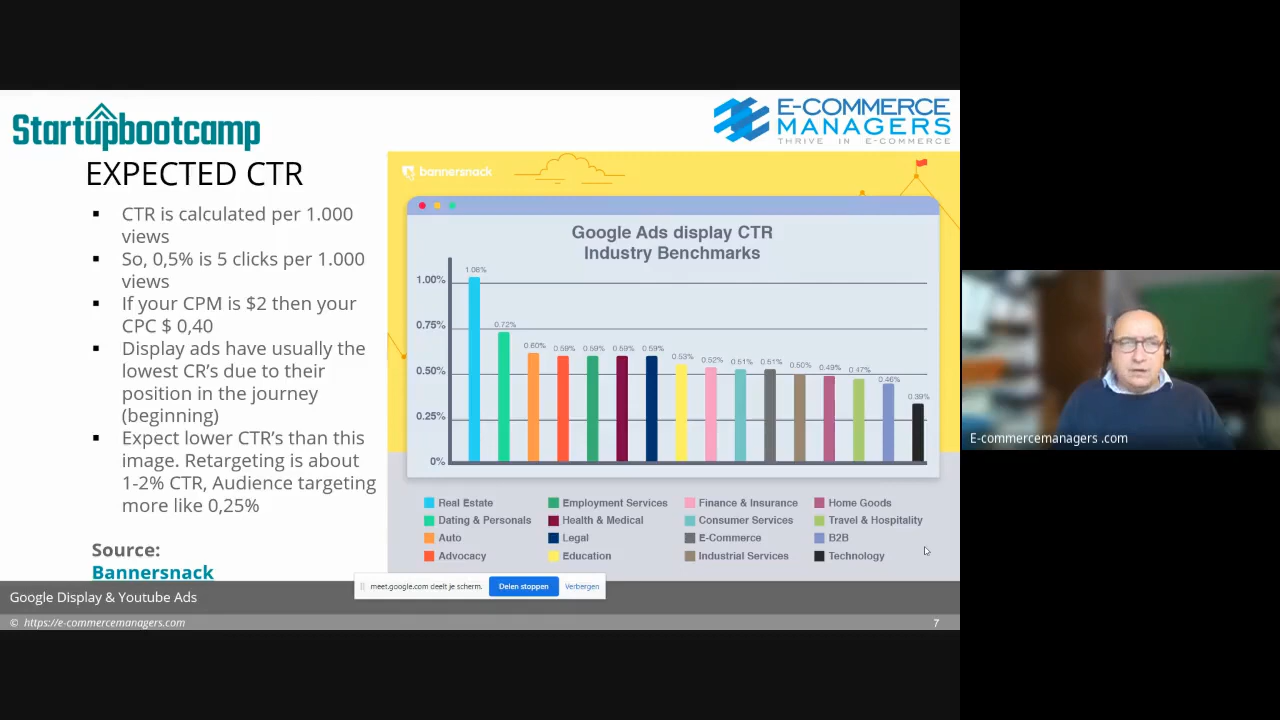 Startupbootcamp
E-COMMERCE
MANAGERS
THRIVE IN E-COMMERCE
EXPECTED CTR
▪ CTR is calculated per 1.000
views
▪ So, 0,5% is 5 clicks per 1.000
views
▪ If your CPM is $2 then your
CPC $ 0,40
▪ Display ads have usually the
lowest CR's due to their
position in the journey
(beginning)
▪ Expect lower CTR's than this
image. Retargeting is about
1-2% CTR, Audience targeting
more like 0,25%
Source:
Bannersnack
bannersnack
Google Ads display CTR
Industry Benchmarks
1.00%
0.75%
0.50%
0.25%
0%
1.06%
0.72%
0.60%
0.59%
0.59%
0.59%
0.59%
0.53%
0.52%
0.51%
0.51%
0.50%
0.49%
0.47%
0.46%
0.39%
Real Estate
Dating & Personals
Auto
Advocacy
Employment Services
Health & Medical
Legal
Education
Finance & Insurance
Consumer Services
E-Commerce
Industrial Services
Home Goods
Travel & Hospitality
B2B
Technology
meet.google.com deelt je scherm.
Delen stoppen
Verbergen
Google Display & Youtube Ads
© https://e-commercemanagers.com
7
E-commercemanagers .com